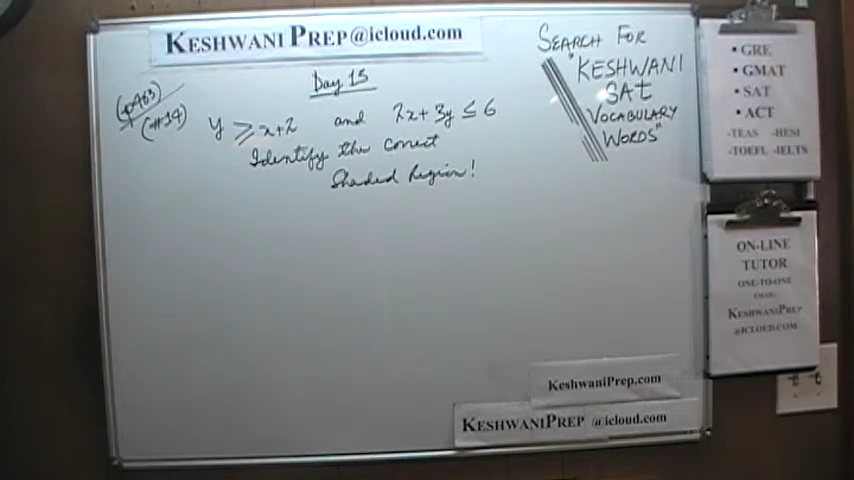 KESHWANI PREP@icloud.com
Day 15
(p463)
(#14)
y ≥ x+2 and 2x+3y ≤ 6
Identify the correct
Shaded Region!
SEARCH FOR
"KESHWANI
SAT
VOCABULARY
WORDS"
▪ GRE
▪ GMAT
▪ SAT
▪ ACT
-TEAS -HESI
-TOEFL -IELTS
ON-LINE
TUTOR
ONE-TO-ONE
EMAIL:
KESHWANIPREP
@ICLOUD.COM
KeshwaniPrep.com
KESHWANIPREP @icloud.com